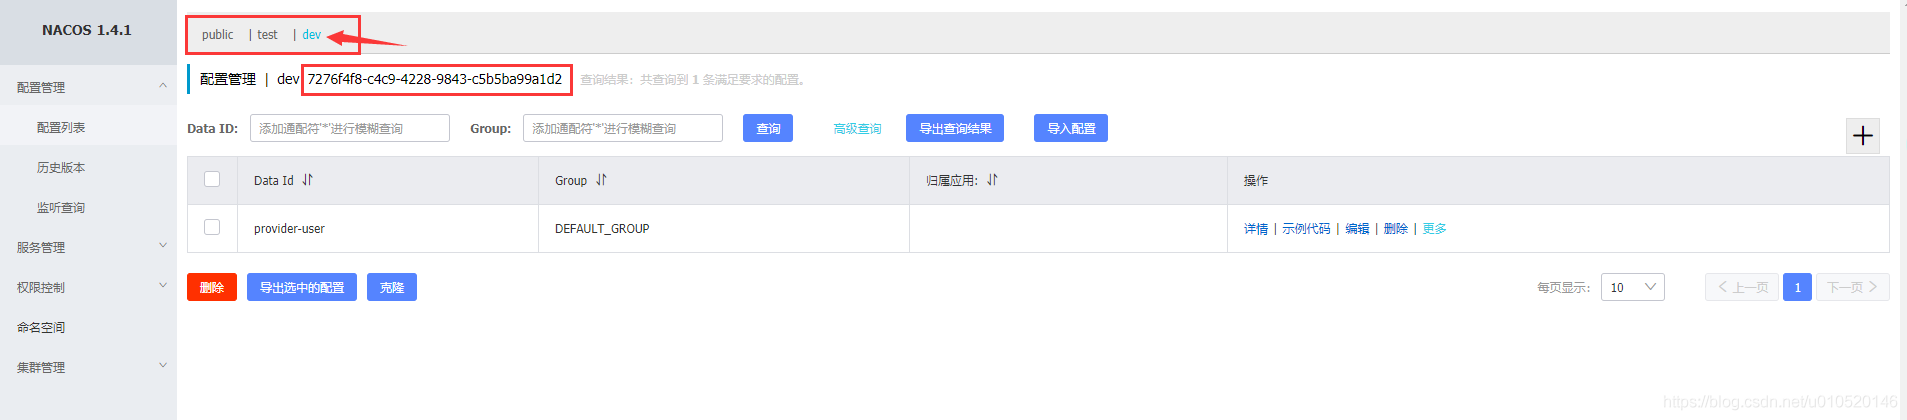 NACOS 1.4.1
配置管理
配置列表
历史版本
监听查询
服务管理
权限控制
命名空间
集群管理
public | test | dev
配置管理 | dev 7276f4f8-c4c9-4228-9843-c5b5ba99a1d2 查询结果：共查询到 1 条满足要求的配置。
Data ID: 添加通配符'*'进行模糊查询 Group: 添加通配符'*'进行模糊查询 查询 高级查询 导出查询结果 导入配置
Data Id Group 归属应用: 操作
provider-user DEFAULT_GROUP 详情 | 示例代码 | 编辑 | 删除 | 更多
删除 导出选中的配置 克隆 每页显示: 10 上一页 1 下一页
https://blog.csdn.net/u010520146